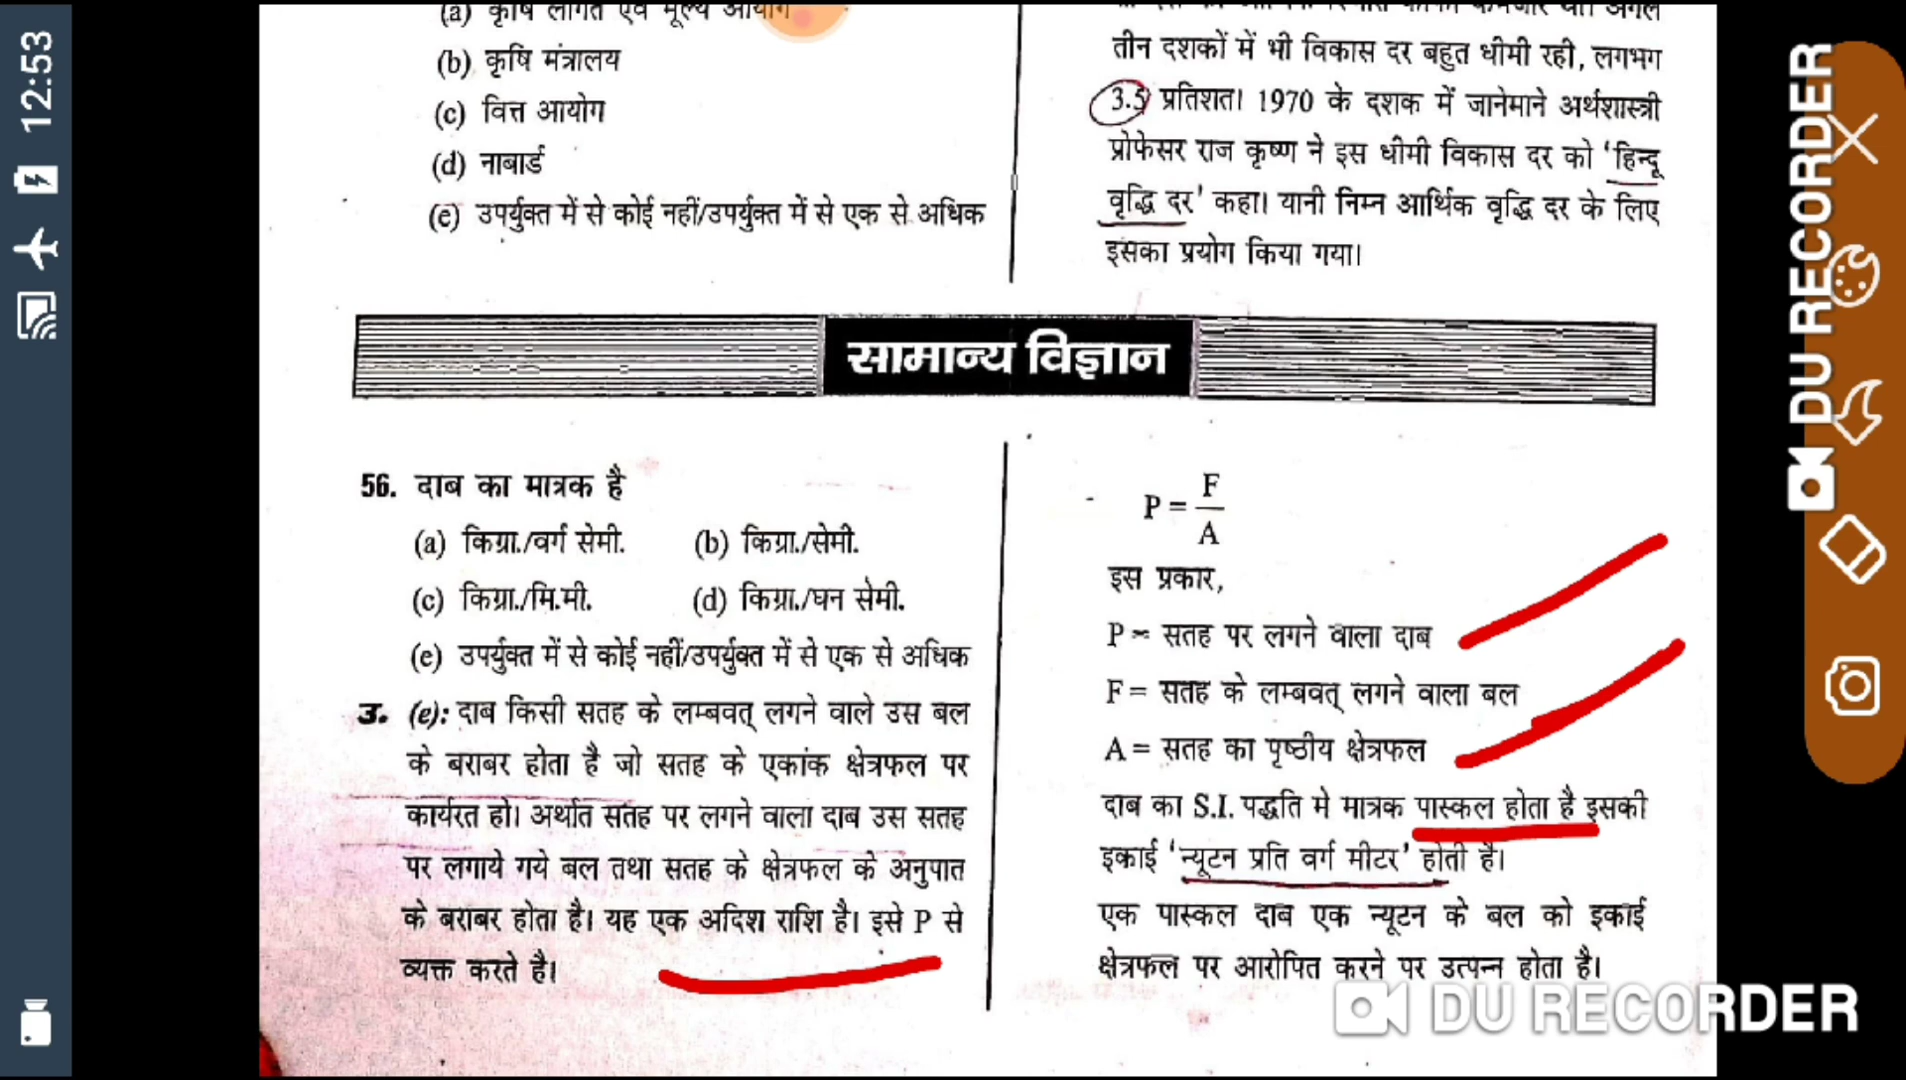 12:53
(a) कृषि लागत एवं मूल्य आयोग
(b) कृषि मंत्रालय
(c) वित्त आयोग
(d) नाबार्ड
(e) उपर्युक्त में से कोई नहीं/उपर्युक्त में से एक से अधिक
तीन दशकों में भी विकास दर बहुत धीमी रही, लगभग
3.5 प्रतिशत। 1970 के दशक में जानेमाने अर्थशास्त्री
प्रोफेसर राज कृष्ण ने इस धीमी विकास दर को ‘हिन्दू
वृद्धि दर’ कहा। यानी निम्न आर्थिक वृद्धि दर के लिए
इसका प्रयोग किया गया।
सामान्य विज्ञान
56. दाब का मात्रक है
(a) किग्रा./वर्ग सेमी. (b) किग्रा./सेमी.
(c) किग्रा./मि.मी. (d) किग्रा./घन सेमी.
(e) उपर्युक्त में से कोई नहीं/उपर्युक्त में से एक से अधिक
उ. (e): दाब किसी सतह के लम्बवत् लगने वाले उस बल
के बराबर होता है जो सतह के एकांक क्षेत्रफल पर
कार्यरत हो। अर्थात सतह पर लगने वाला दाब उस सतह
पर लगाये गये बल तथा सतह के क्षेत्रफल के अनुपात
के बराबर होता है। यह एक अदिश राशि है। इसे P से
व्यक्त करते है।
P = F
A
इस प्रकार,
P = सतह पर लगने वाला दाब
F = सतह के लम्बवत् लगने वाला बल
A = सतह का पृष्ठीय क्षेत्रफल
दाब का S.I. पद्धति मे मात्रक पास्कल होता है इसकी
इकाई ‘न्यूटन प्रति वर्ग मीटर’ होती है।
एक पास्कल दाब एक न्यूटन के बल को इकाई
क्षेत्रफल पर आरोपित करने पर उत्पन्न होता है।
DU RECORDER
DU RECORDER